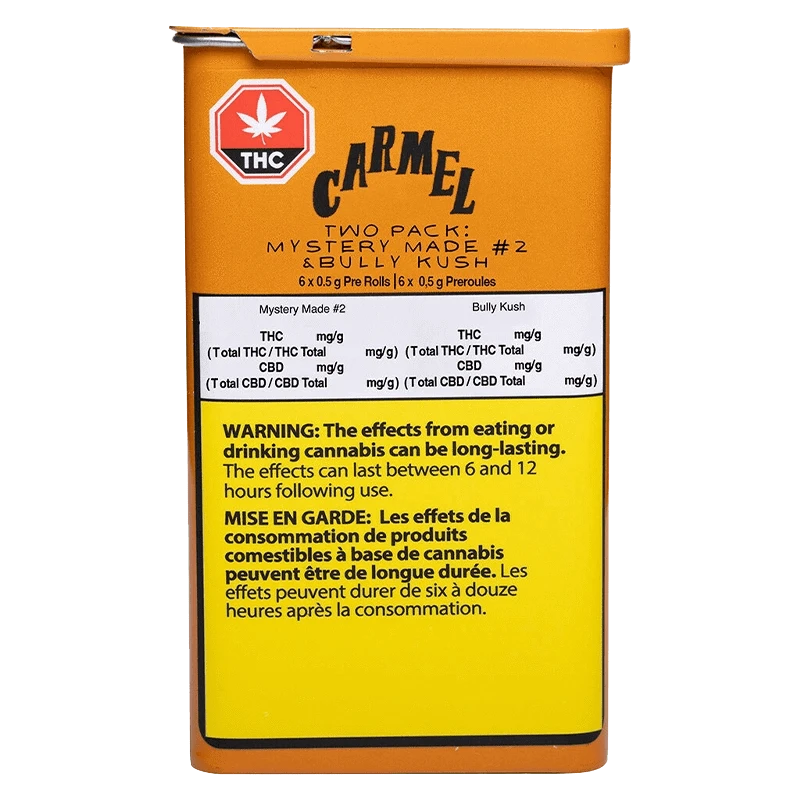 THC
CARMEL
TWO PACK:
MYSTERY MADE #2
&BULLY KUSH
6 x 0.5 g Pre Rolls | 6 x 0,5 g Preroules
Mystery Made #2 Bully Kush
THC mg/g THC mg/g
(Total THC / THC Total mg/g) (Total THC / THC Total mg/g)
CBD mg/g CBD mg/g
(Total CBD / CBD Total mg/g) (Total CBD / CBD Total mg/g)
WARNING: The effects from eating or
drinking cannabis can be long-lasting.
The effects can last between 6 and 12
hours following use.
MISE EN GARDE: Les effets de la
consommation de produits
comestibles à base de cannabis
peuvent être de longue durée. Les
effets peuvent durer de six à douze
heures après la consommation.